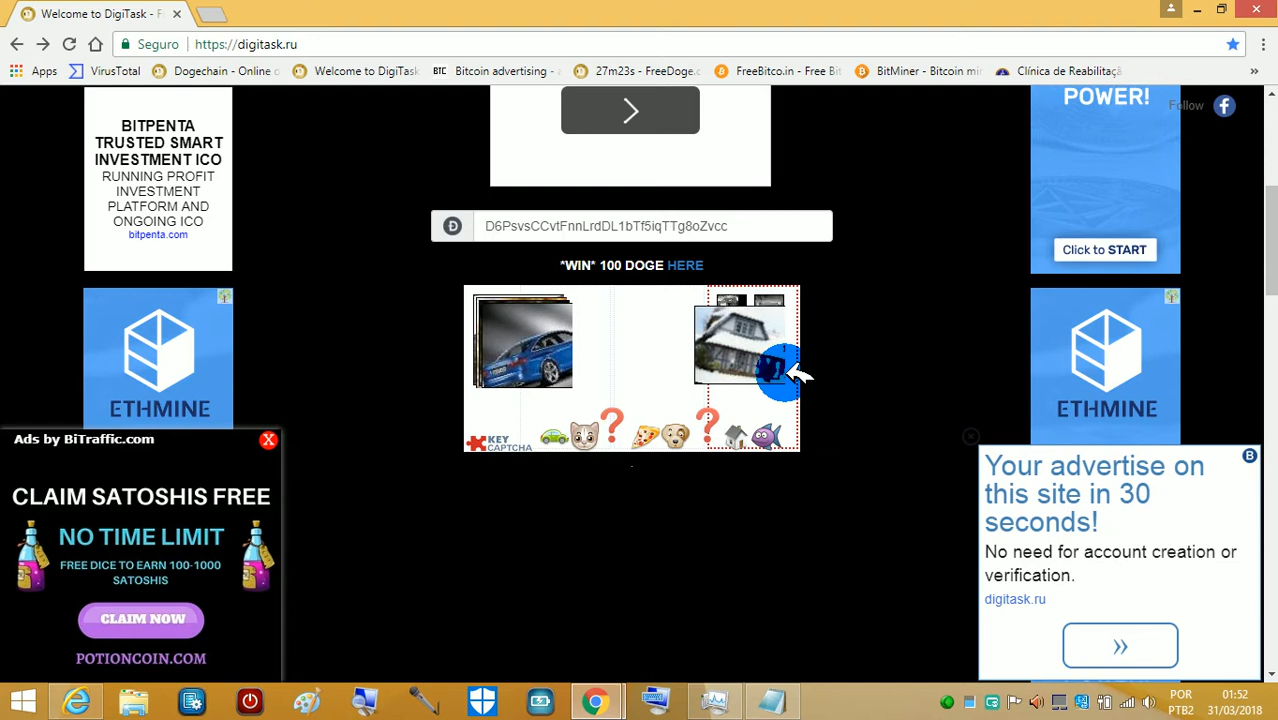 Welcome to DigiTask - F
Seguro
https://digitask.ru
Apps
VirusTotal
Dogechain - Online d
Welcome to DigiTask
BTC
Bitcoin advertising - a
27m23s - FreeDoge.c
FreeBitco.in - Free Bit
BitMiner - Bitcoin min
Clínica de Reabilitaçã
»
BITPENTA
TRUSTED SMART
INVESTMENT ICO
RUNNING PROFIT
INVESTMENT
PLATFORM AND
ONGOING ICO
bitpenta.com
POWER!
Follow
Click to START
D6PsvsCCvtFnnLrdDL1bTf5iqTTg8oZvcc
*WIN* 100 DOGE HERE
KEY
CAPTCHA
ETHMINE
ETHMINE
Ads by BiTraffic.com
X
CLAIM SATOSHIS FREE
NO TIME LIMIT
FREE DICE TO EARN 100-1000
SATOSHIS
CLAIM NOW
POTIONCOIN.COM
Your advertise on
this site in 30
seconds!
No need for account creation or
verification.
digitask.ru
»
B
POR
PTB2
01:52
31/03/2018